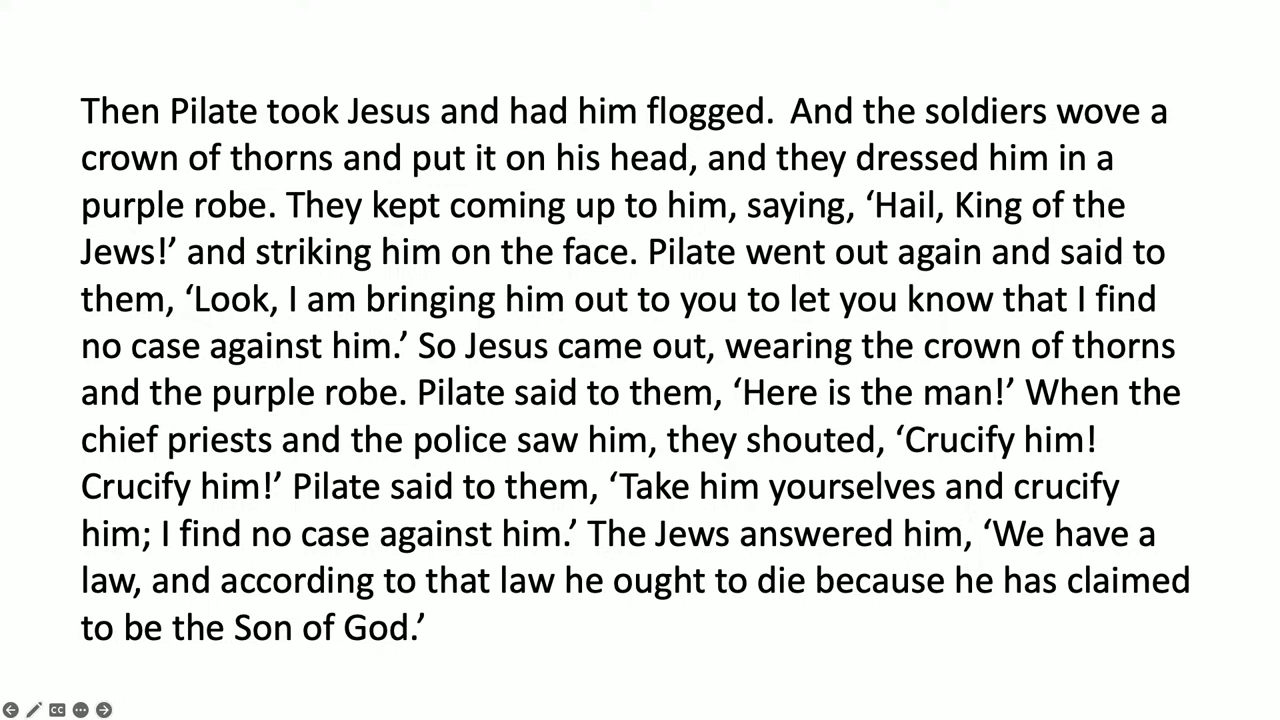 Then Pilate took Jesus and had him flogged.  And the soldiers wove a
crown of thorns and put it on his head, and they dressed him in a
purple robe. They kept coming up to him, saying, ‘Hail, King of the
Jews!’ and striking him on the face. Pilate went out again and said to
them, ‘Look, I am bringing him out to you to let you know that I find
no case against him.’ So Jesus came out, wearing the crown of thorns
and the purple robe. Pilate said to them, ‘Here is the man!’ When the
chief priests and the police saw him, they shouted, ‘Crucify him!
Crucify him!’ Pilate said to them, ‘Take him yourselves and crucify
him; I find no case against him.’ The Jews answered him, ‘We have a
law, and according to that law he ought to die because he has claimed
to be the Son of God.’
CC